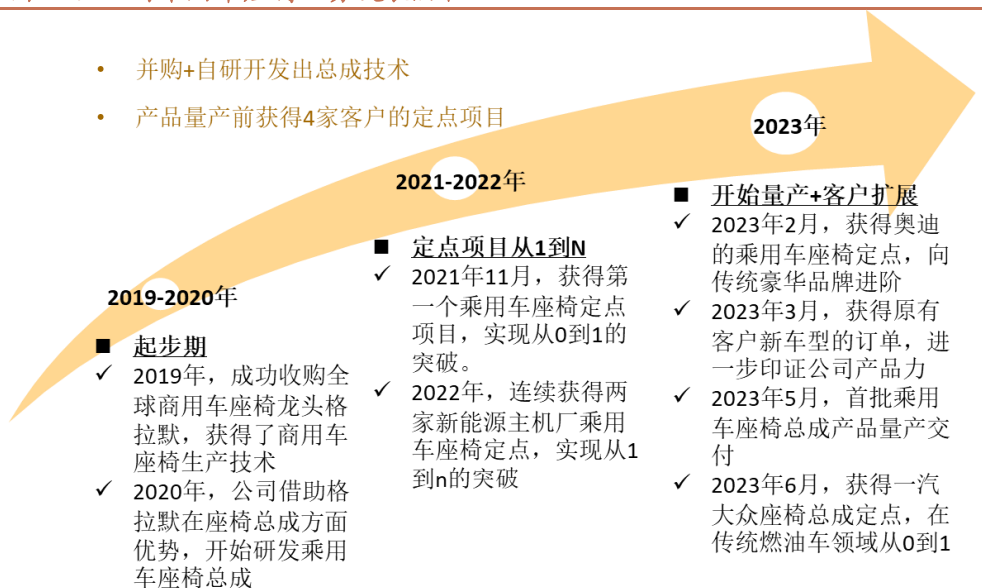 并购+自研开发出总成技术
产品量产前获得4家客户的定点项目
2019-2020年
起步期
2019年，成功收购全
球商用车座椅龙头格
拉默，获得了商用车
座椅生产技术
2020年，公司借助格
拉默在座椅总成方面
优势，开始研发乘用
车座椅总成
2021-2022年
定点项目从1到N
2021年11月，获得第
一个乘用车座椅定点
项目，实现从0到1的
突破。
2022年，连续获得两
家新能源主机厂乘用
车座椅定点，实现从1
到n的突破
2023年
开始量产+客户扩展
2023年2月，获得奥迪
的乘用车座椅定点，向
传统豪华品牌进阶
2023年3月，获得原有
客户新车型的订单，进
一步印证公司产品力
2023年5月，首批乘用
车座椅总成产品量产交
付
2023年6月，获得一汽
大众座椅总成定点，在
传统燃油车领域从0到1